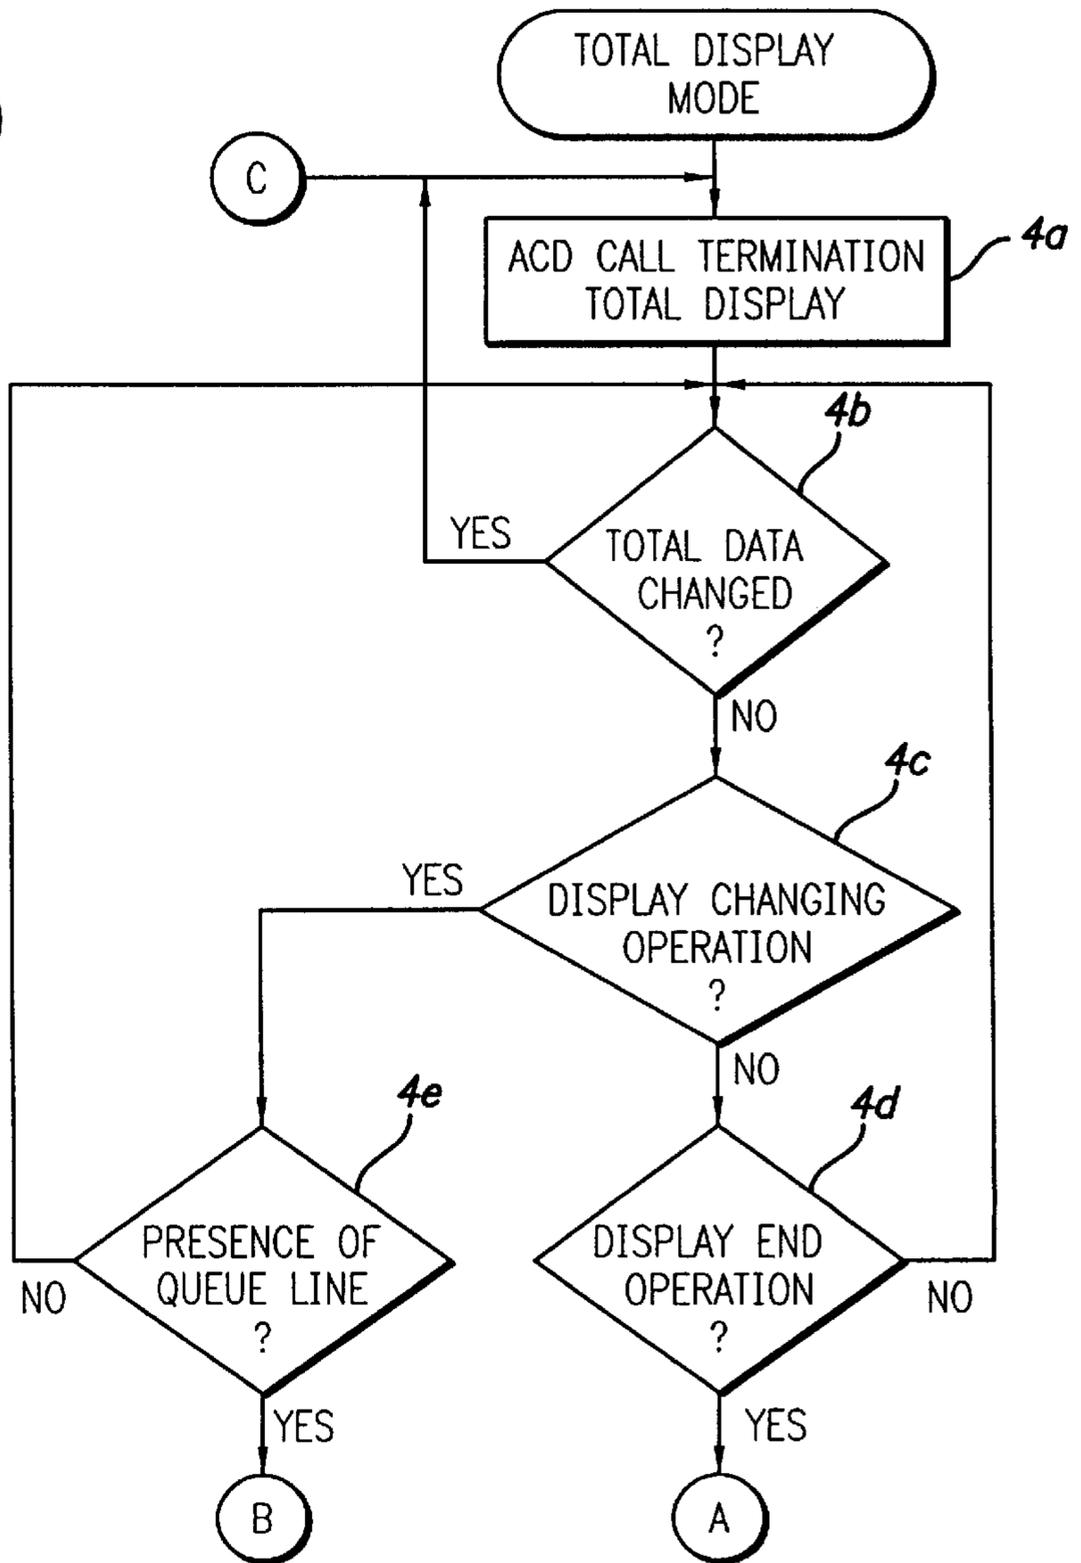 TOTAL DISPLAY
MODE
C
ACD CALL TERMINATION
TOTAL DISPLAY
4a
4b
YES
TOTAL DATA
CHANGED
?
NO
4c
YES
DISPLAY CHANGING
OPERATION
?
NO
4e
4d
PRESENCE OF
QUEUE LINE
?
NO
DISPLAY END
OPERATION
?
NO
YES
YES
B
A